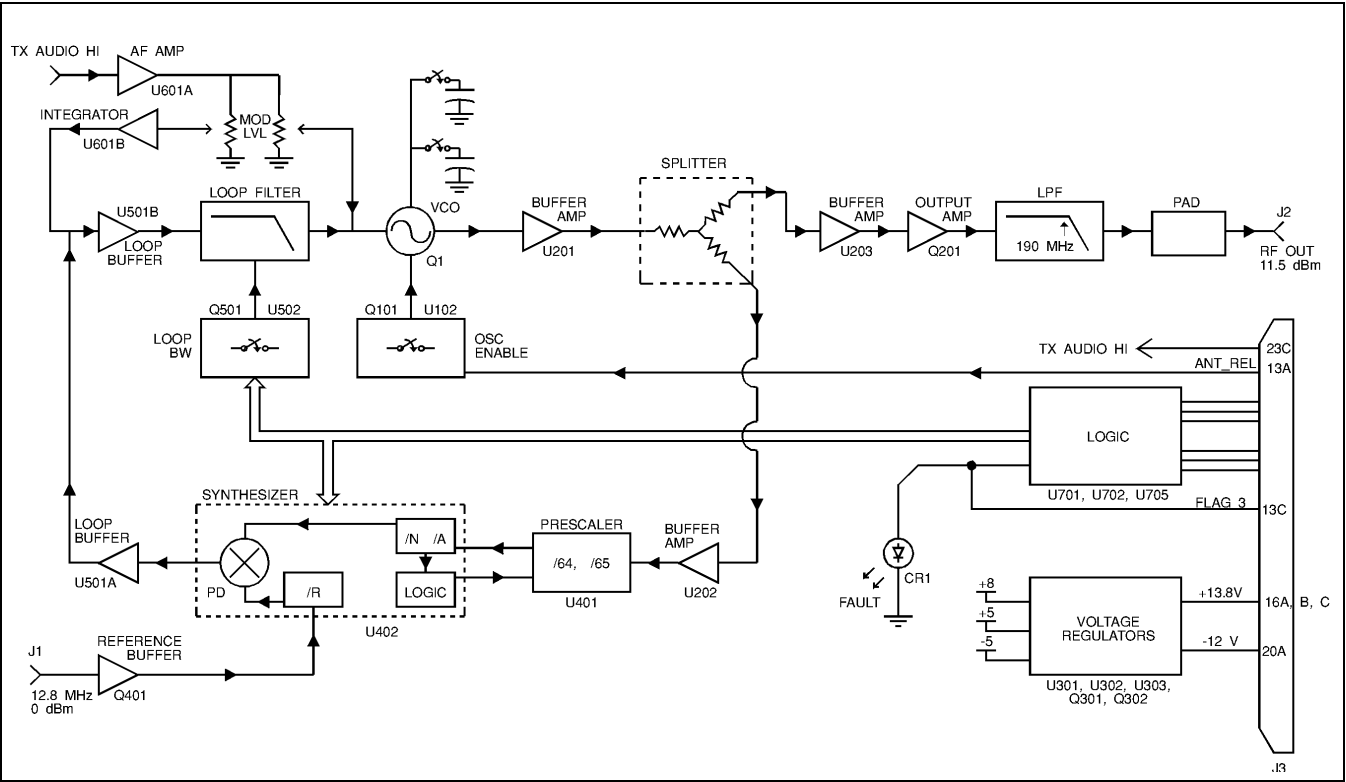 TX AUDIO HI
AF AMP
U601A
INTEGRATOR
U601B
MOD
LVL
U501B
LOOP
BUFFER
LOOP FILTER
VCO
Q1
BUFFER
AMP
U201
SPLITTER
BUFFER
AMP
U203
OUTPUT
AMP
Q201
LPF
190 MHz
PAD
J2
RF OUT
11.5 dBm
Q501 U502
LOOP
BW
Q101 U102
OSC
ENABLE
TX AUDIO HI
23C
ANT_REL
13A
LOGIC
U701, U702, U705
FLAG 3
13C
SYNTHESIZER
LOOP
BUFFER
U501A
PD
/N /A
/R
LOGIC
U402
PRESCALER
/64, /65
U401
BUFFER
AMP
U202
FAULT
CR1
+8
+5
-5
VOLTAGE
REGULATORS
U301, U302, U303,
Q301, Q302
+13.8V
16A, B, C
-12 V
20A
J1
12.8 MHz
0 dBm
REFERENCE
BUFFER
Q401
J3